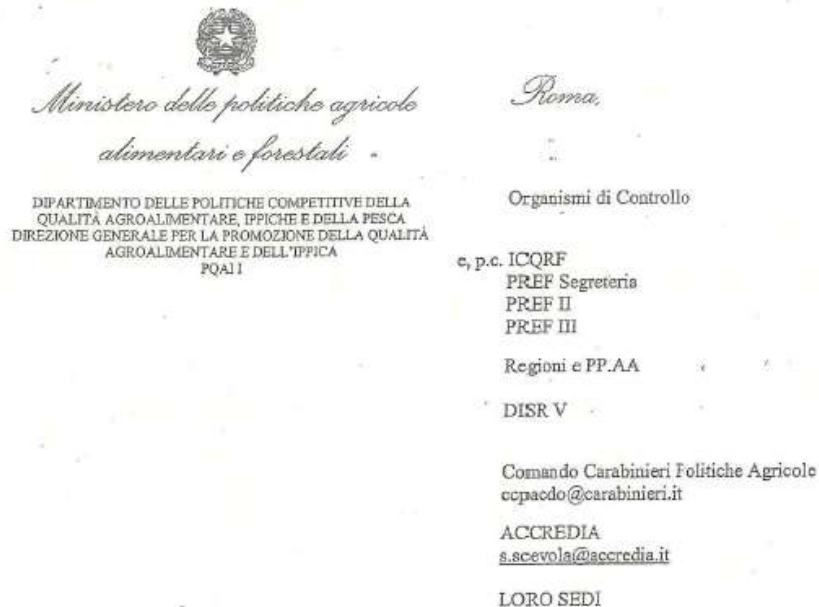 Ministero delle politiche agricole
alimentari e forestali
DIPARTIMENTO DELLE POLITICHE COMPETITIVE DELLA
QUALITÀ AGROALIMENTARE, IPPICHE E DELLA PESCA
DIREZIONE GENERALE PER LA PROMOZIONE DELLA QUALITÀ
AGROALIMENTARE E DELL'IPPICA
PQAI I
Roma,
Organismi di Controllo
e, p.c. ICQRF
PREF Segreteria
PREF II
PREF III
Regioni e PP.AA
DISR V
Comando Carabinieri Politiche Agricole
ccpacdo@carabinieri.it
ACCREDIA
s.scevola@accredia.it
LORO SEDI